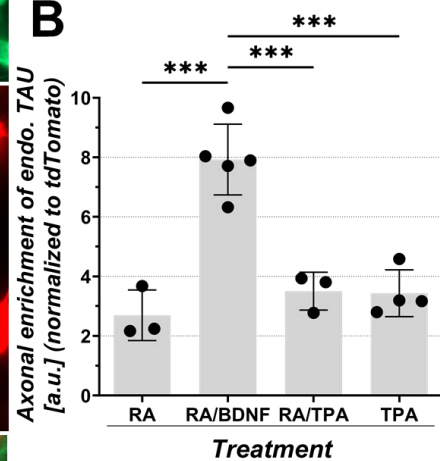 B
***
*** ***
Axonal enrichment of endo. TAU
[a.u.] (normalized to tdTomato)
10
8
6
4
2
0
RA RA/BDNF RA/TPA TPA
Treatment